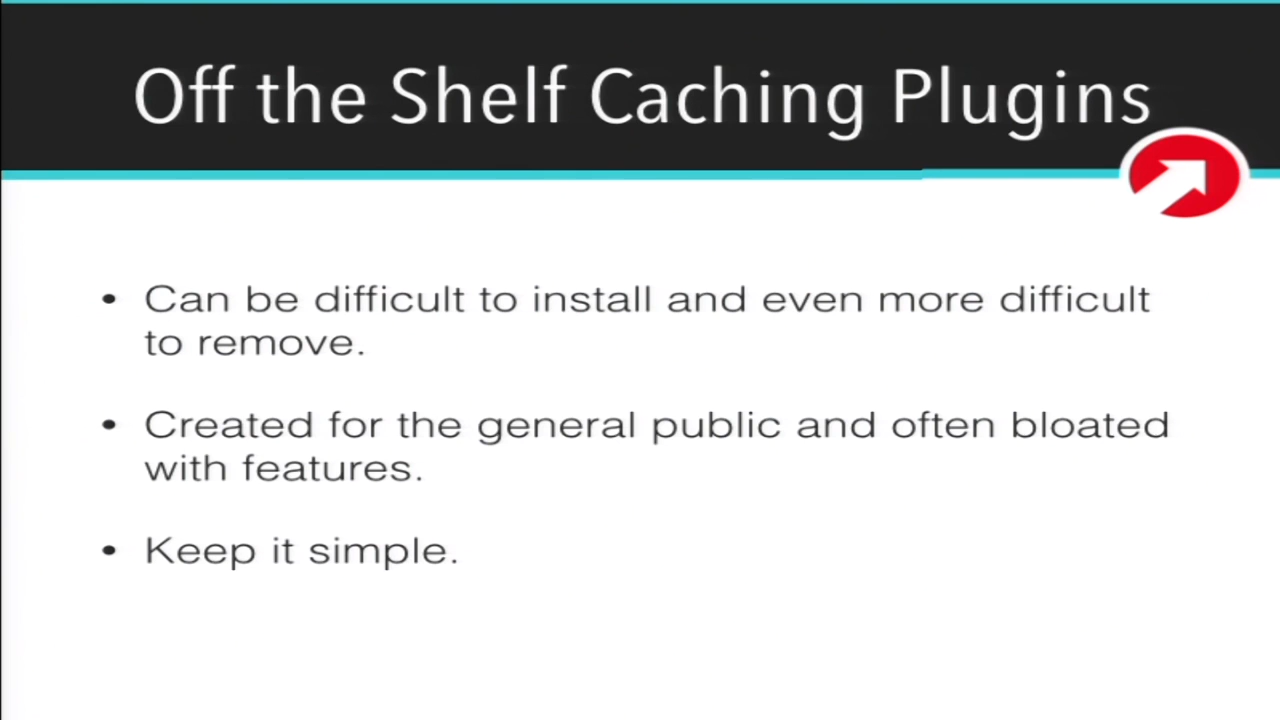 Off the Shelf Caching Plugins
• Can be difficult to install and even more difficult
to remove.
• Created for the general public and often bloated
with features.
• Keep it simple.